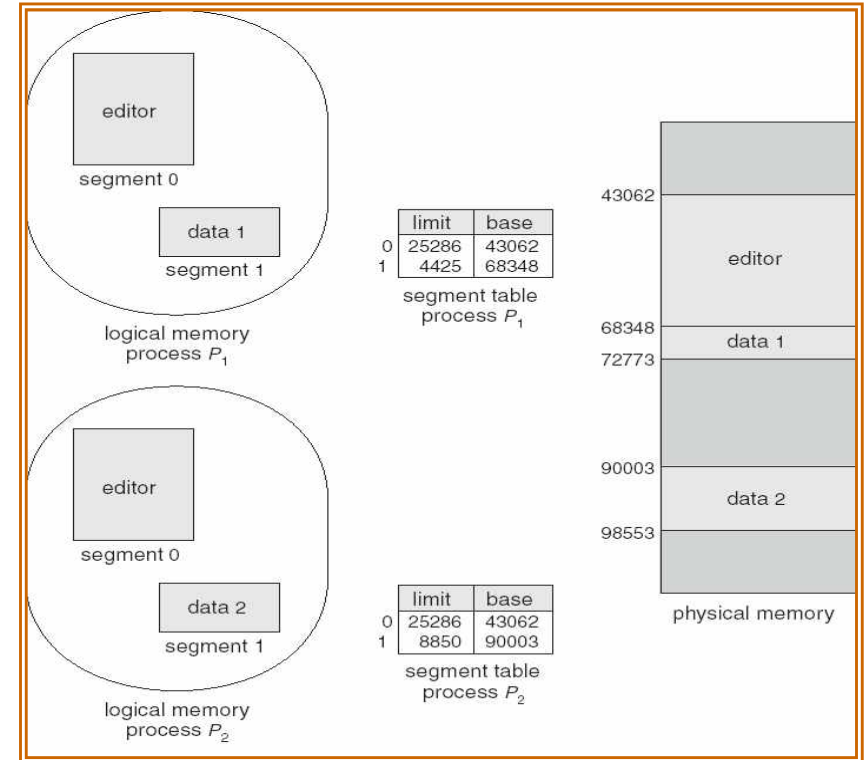 editor
segment 0
data 1
segment 1
logical memory
process P1
limit base
0 25286 43062
1 4425 68348
segment table
process P1
editor
segment 0
data 2
segment 1
logical memory
process P2
limit base
0 25286 43062
1 8850 90003
segment table
process P2
43062
editor
68348
data 1
72773
90003
data 2
98553
physical memory